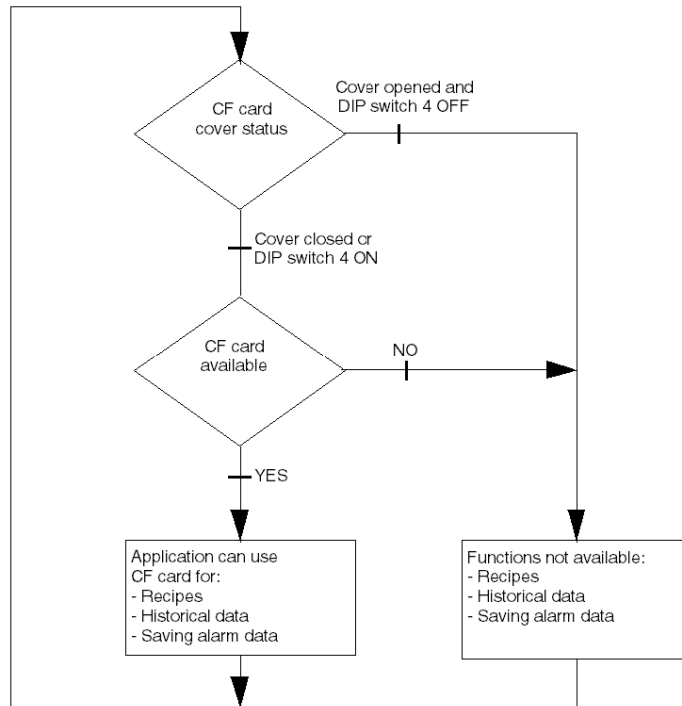 CF card
cover status
Cover opened and
DIP switch 4 OFF
Cover closed or
DIP switch 4 ON
CF card
available
NO
YES
Application can use
CF card for:
- Recipes
- Historical data
- Saving alarm data
Functions not available:
- Recipes
- Historical data
- Saving alarm data